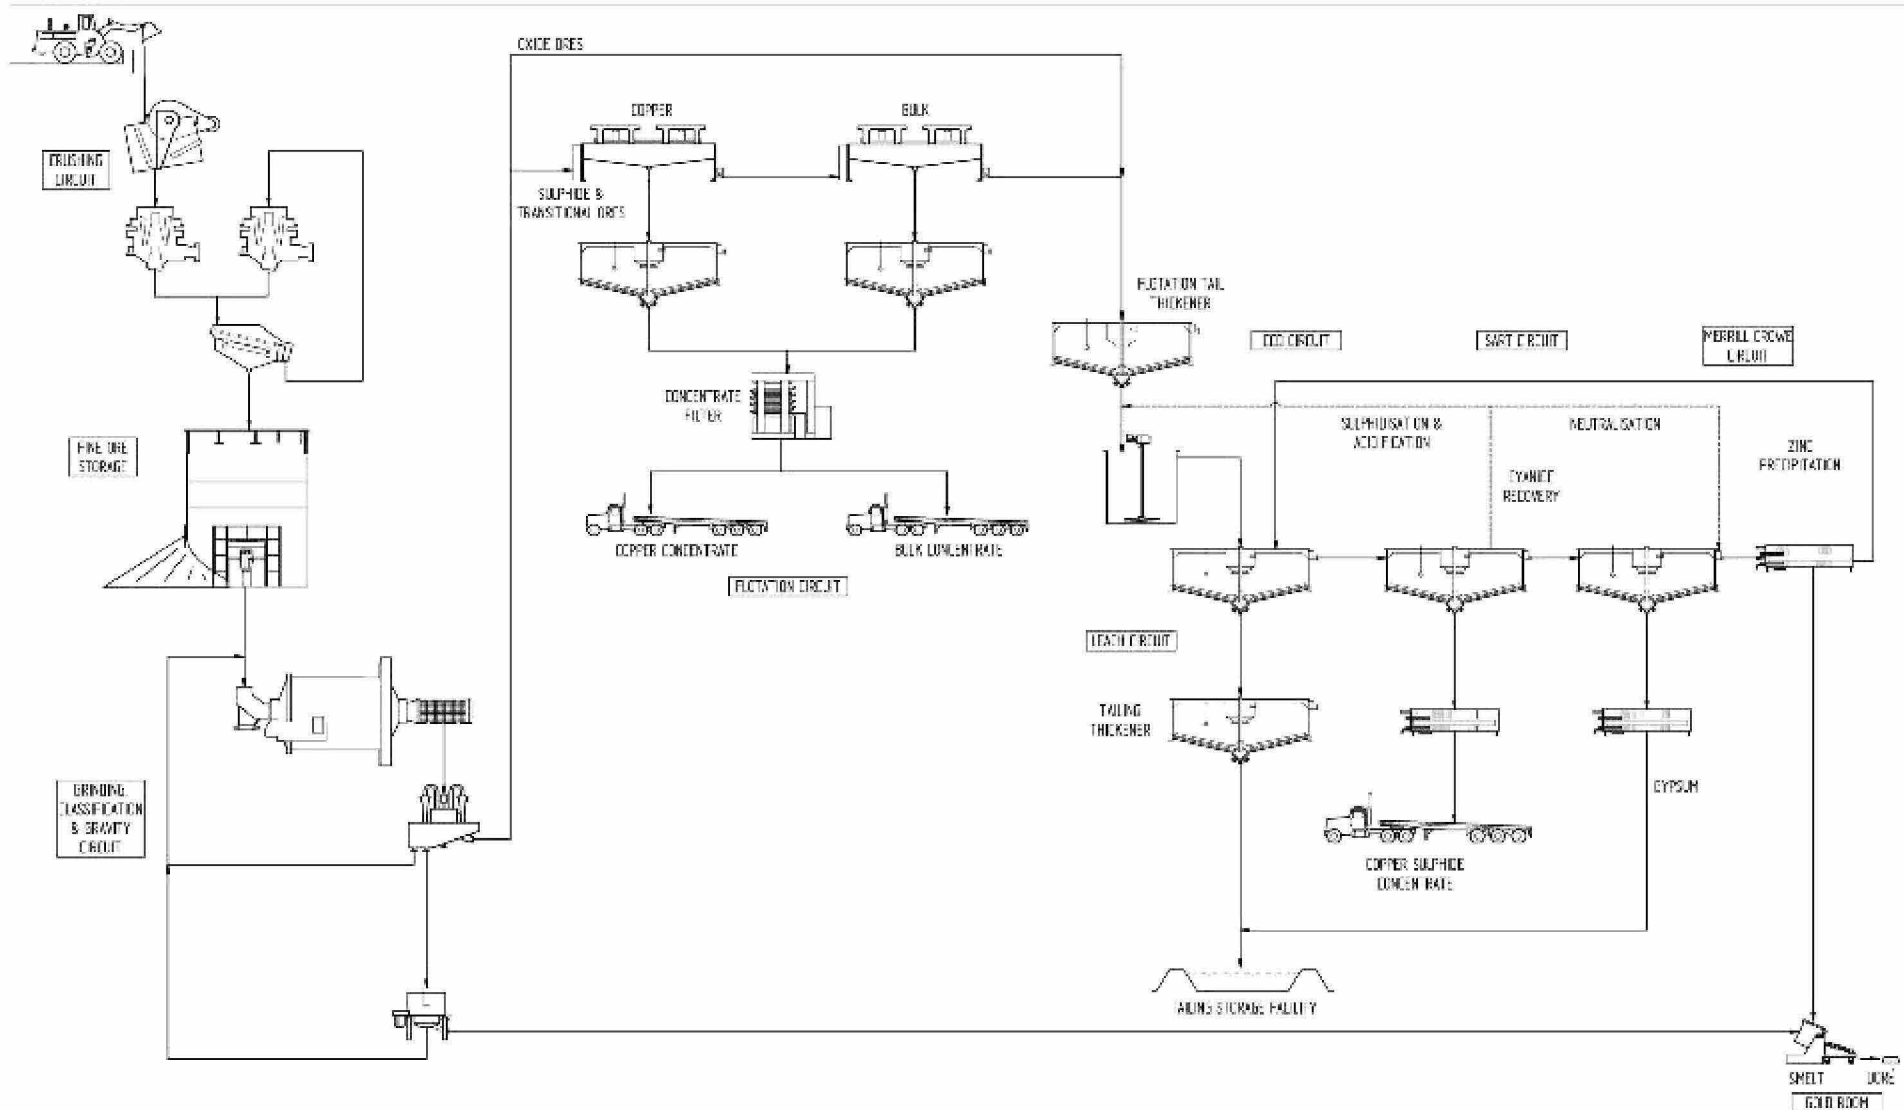 OXIDE ORES
COPPER
BULK
CRUSHING
CIRCUIT
SULPHIDE &
TRANSITIONAL ORES
FLOTATION TAIL
THICKENER
CCD CIRCUIT
SART CIRCUIT
MERRILL CROWE
CIRCUIT
CONCENTRATE
FILTER
SULPHIDISATION &
ACIDIFICATION
NEUTRALISATION
FINE ORE
STORAGE
ZINC
PRECIPITATION
CYANIDE
RECOVERY
COPPER CONCENTRATE
BULK CONCENTRATE
FLOTATION CIRCUIT
LEACH CIRCUIT
TAILING
THICKENER
GRINDING,
CLASSIFICATION
& GRAVITY
CIRCUIT
GYPSUM
COPPER SULPHIDE
CONCENTRATE
TAILING STORAGE FACILITY
SMELT
DORÉ
GOLD ROOM